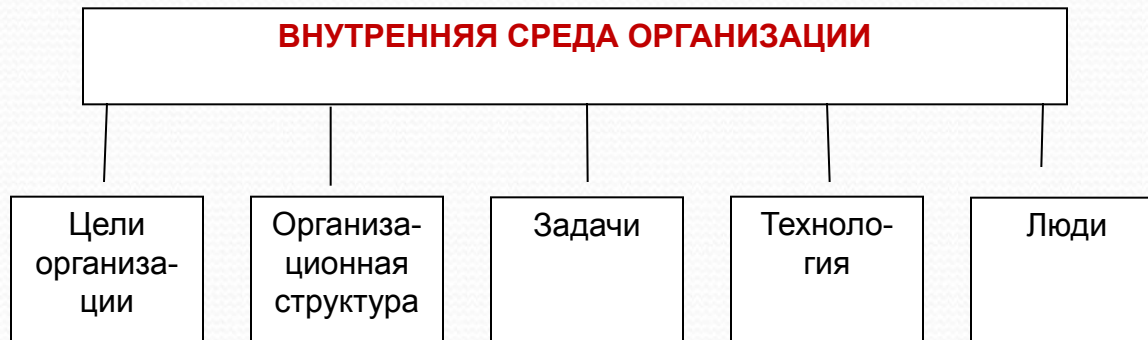 ВНУТРЕННЯЯ СРЕДА ОРГАНИЗАЦИИ
Цели
организа-
ции
Организа-
ционная
структура
Задачи
Техноло-
гия
Люди